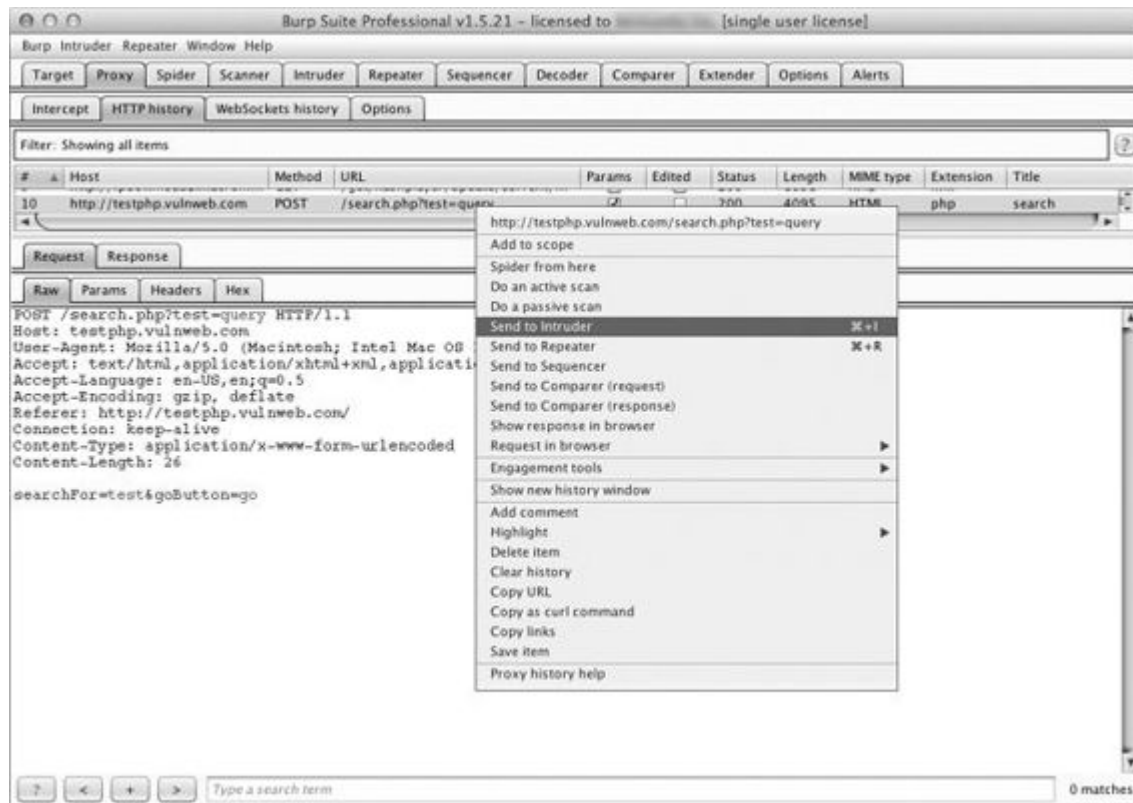 Burp Suite Professional v1.5.21 - licensed to [single user license]
Burp Intruder Repeater Window Help
Target Proxy Spider Scanner Intruder Repeater Sequencer Decoder Comparer Extender Options Alerts
Intercept HTTP history WebSockets history Options
Filter: Showing all items ?
# Host Method URL Params Edited Status Length MIME type Extension Title
10 http://testphp.vulnweb.com POST /search.php?test=query 200 4095 HTML php search
http://testphp.vulnweb.com/search.php?test=query
Add to scope
Spider from here
Do an active scan
Do a passive scan
Send to Intruder ⌘+I
Send to Repeater ⌘+R
Send to Sequencer
Send to Comparer (request)
Send to Comparer (response)
Show response in browser
Request in browser
Engagement tools
Show new history window
Add comment
Highlight
Delete item
Clear history
Copy URL
Copy as curl command
Copy links
Save item
Proxy history help
Request Response
Raw Params Headers Hex
POST /search.php?test=query HTTP/1.1
Host: testphp.vulnweb.com
User-Agent: Mozilla/5.0 (Macintosh; Intel Mac OS
Accept: text/html,application/xhtml+xml,applicati
Accept-Language: en-US,en;q=0.5
Accept-Encoding: gzip, deflate
Referer: http://testphp.vulnweb.com/
Connection: keep-alive
Content-Type: application/x-www-form-urlencoded
Content-Length: 26
searchFor=test&goButton=go
? < + > Type a search term 0 matches